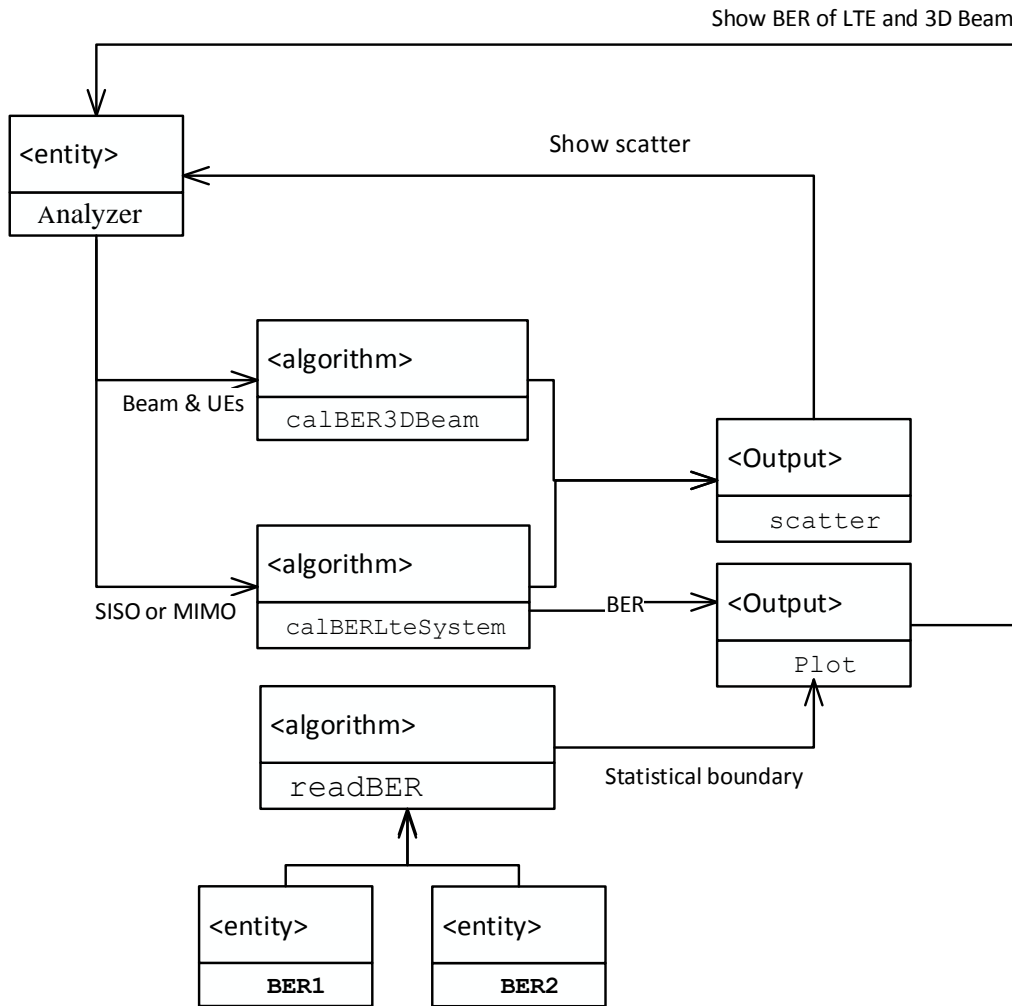 Show BER of LTE and 3D Beam
<entity>
Analyzer
Show scatter
<algorithm>
calBER3DBeam
Beam & UEs
<Output>
scatter
<algorithm>
calBERLteSystem
SISO or MIMO
BER
<Output>
Plot
<algorithm>
readBER
Statistical boundary
<entity>
BER1
<entity>
BER2